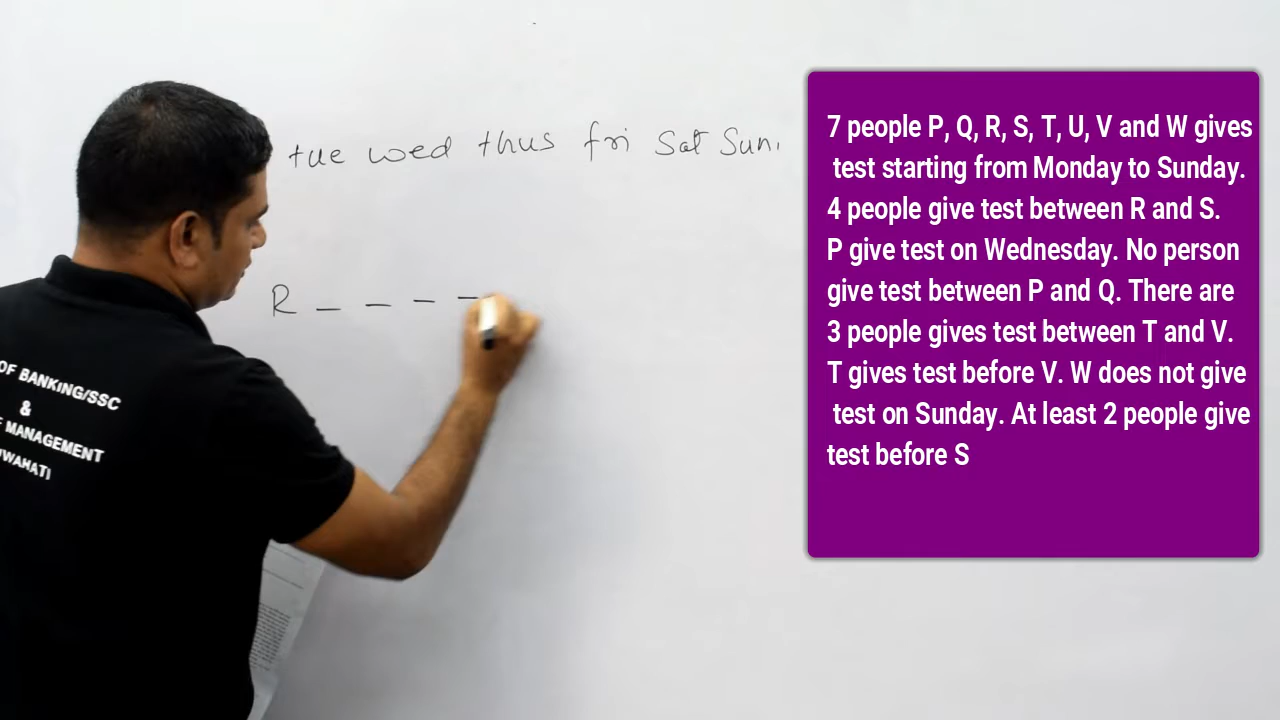 tue wed thus fri Sat Sun.
R _ _ _ _
7 people P, Q, R, S, T, U, V and W gives
test starting from Monday to Sunday.
4 people give test between R and S.
P give test on Wednesday. No person
give test between P and Q. There are
3 people gives test between T and V.
T gives test before V. W does not give
test on Sunday. At least 2 people give
test before S
OF BANKING/SSC
&
MANAGEMENT